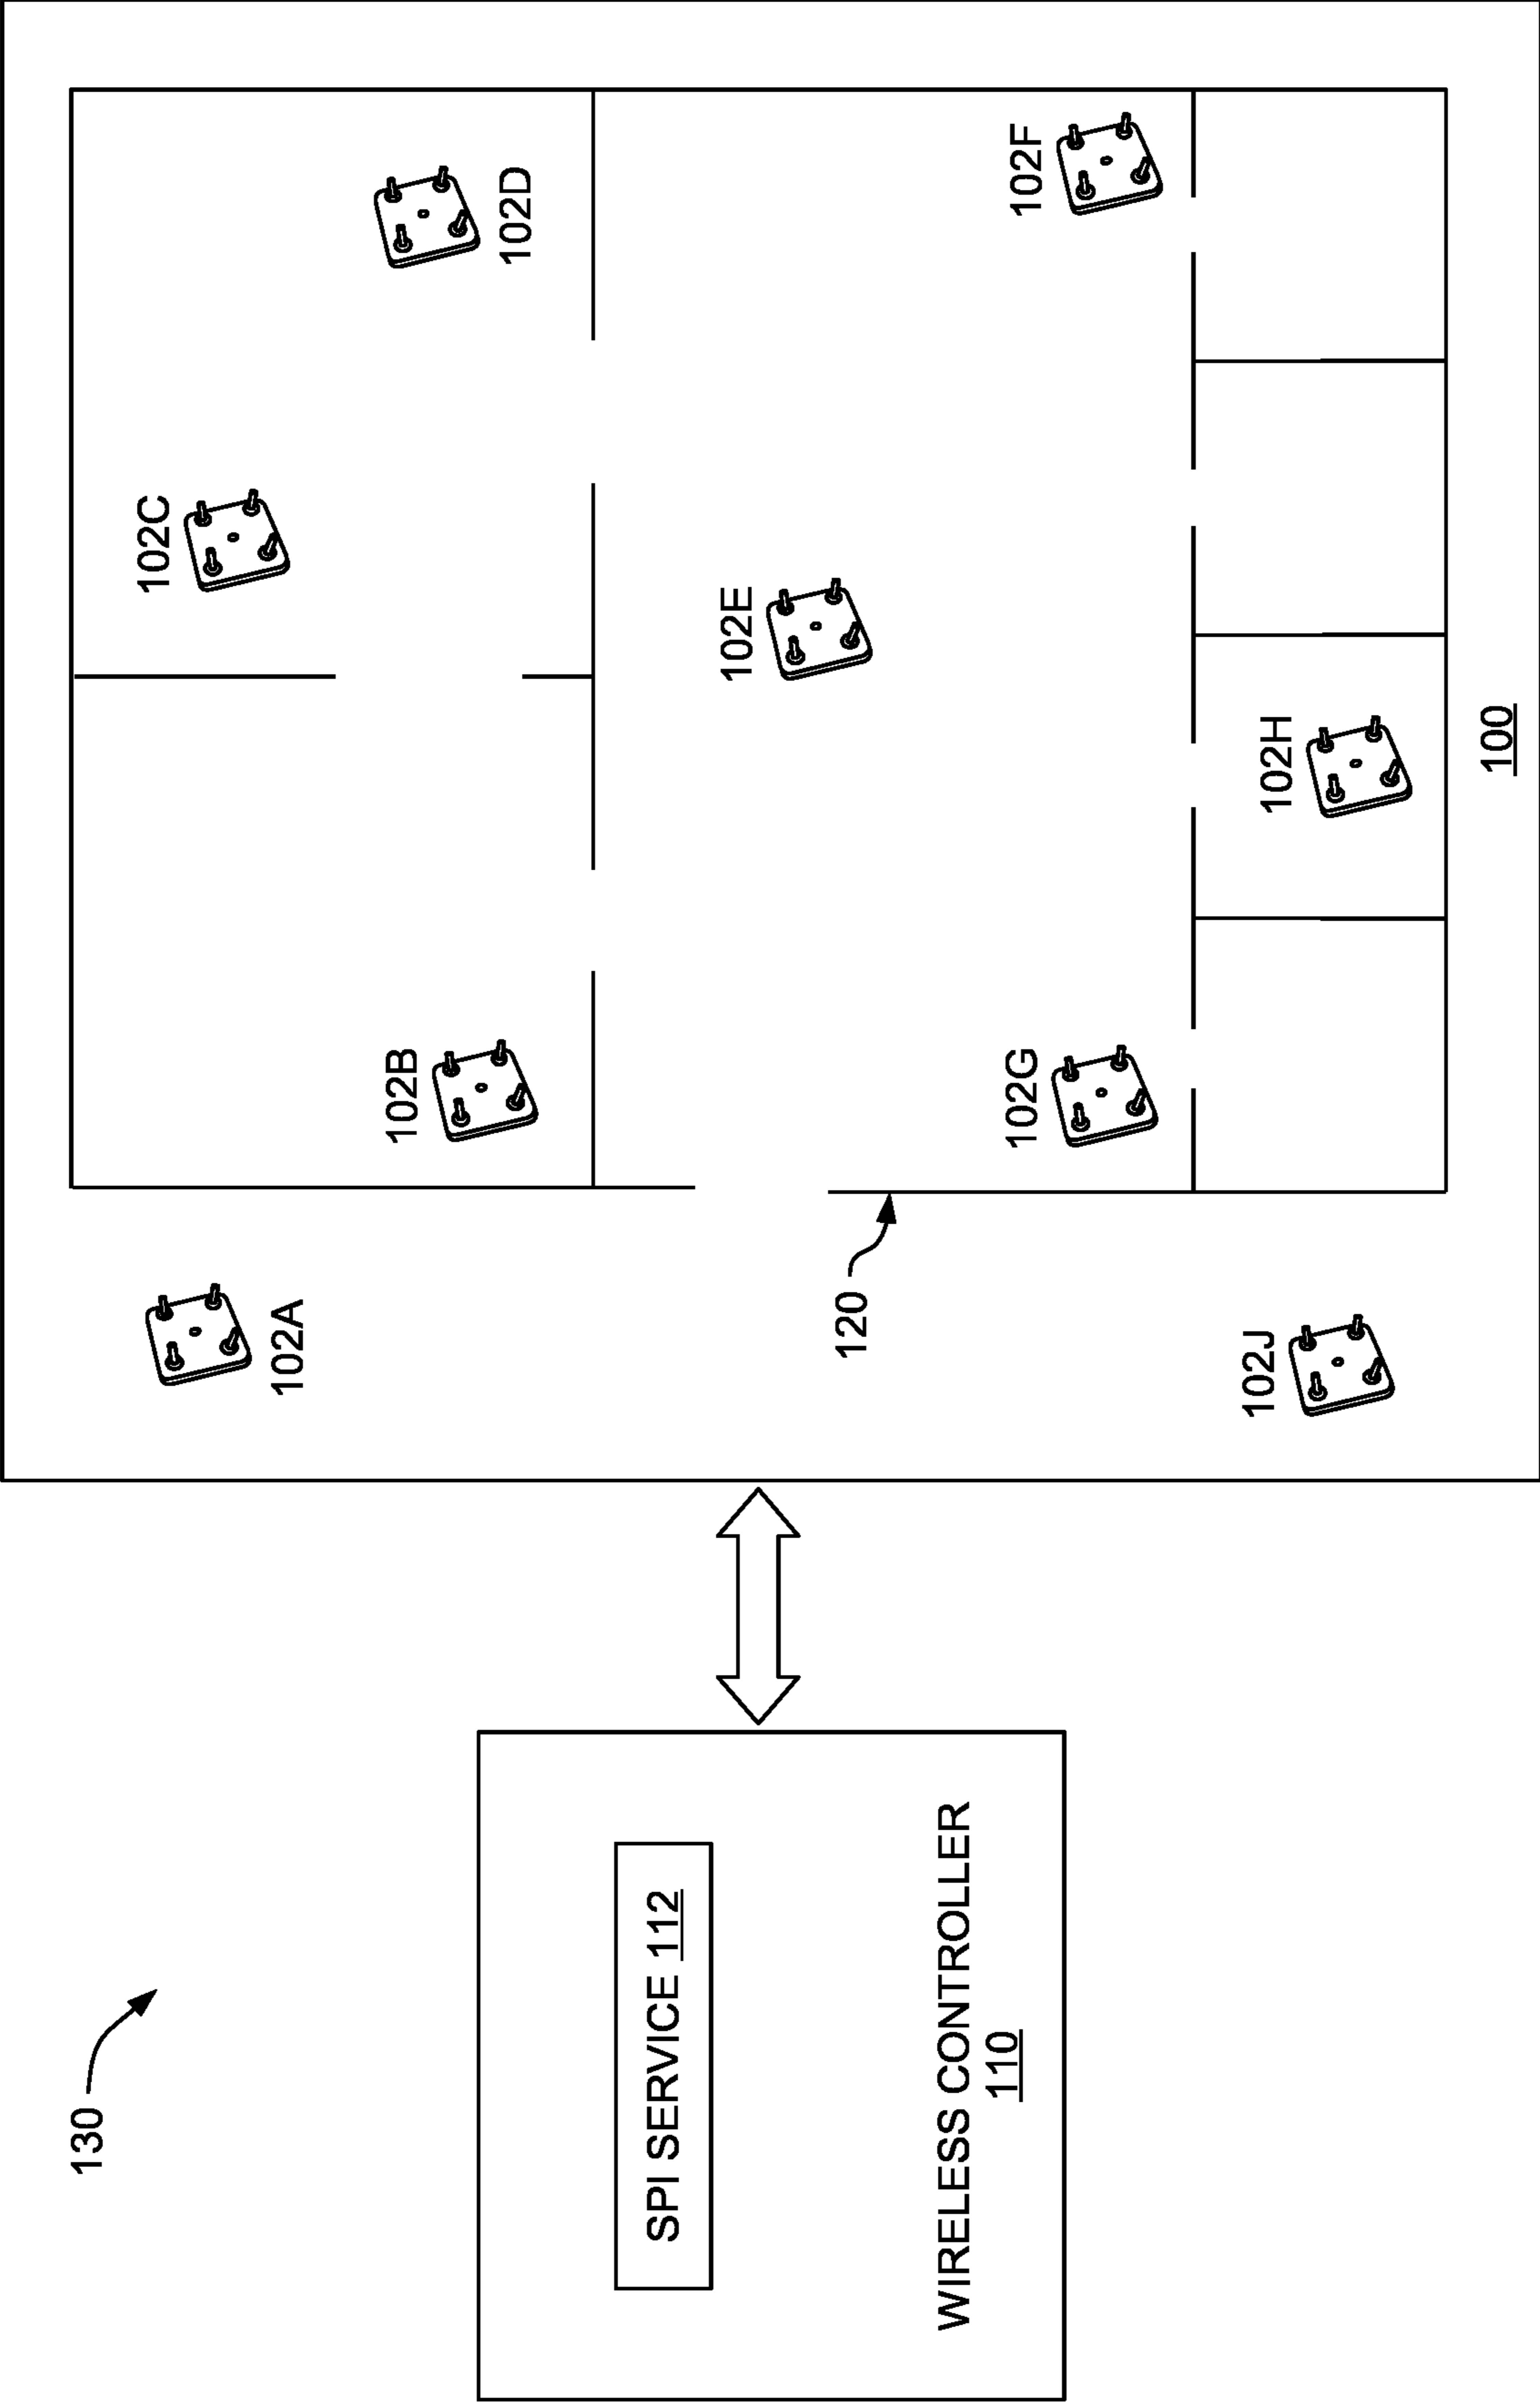 130
SPI SERVICE 112
WIRELESS CONTROLLER
110
102A
102B
102C
102D
102E
120
102G
102F
102J
102H
100